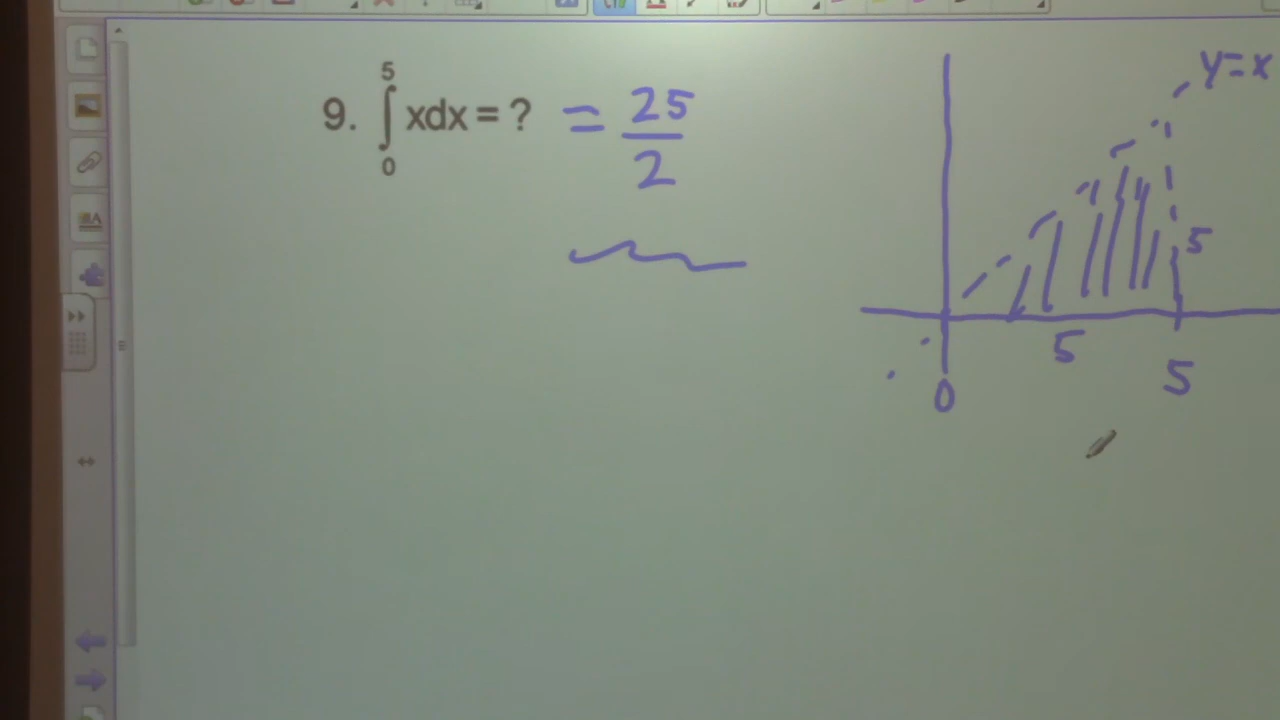 9. ∫₀⁵ xdx = ? = 25/2
y=x
5
5
5
0